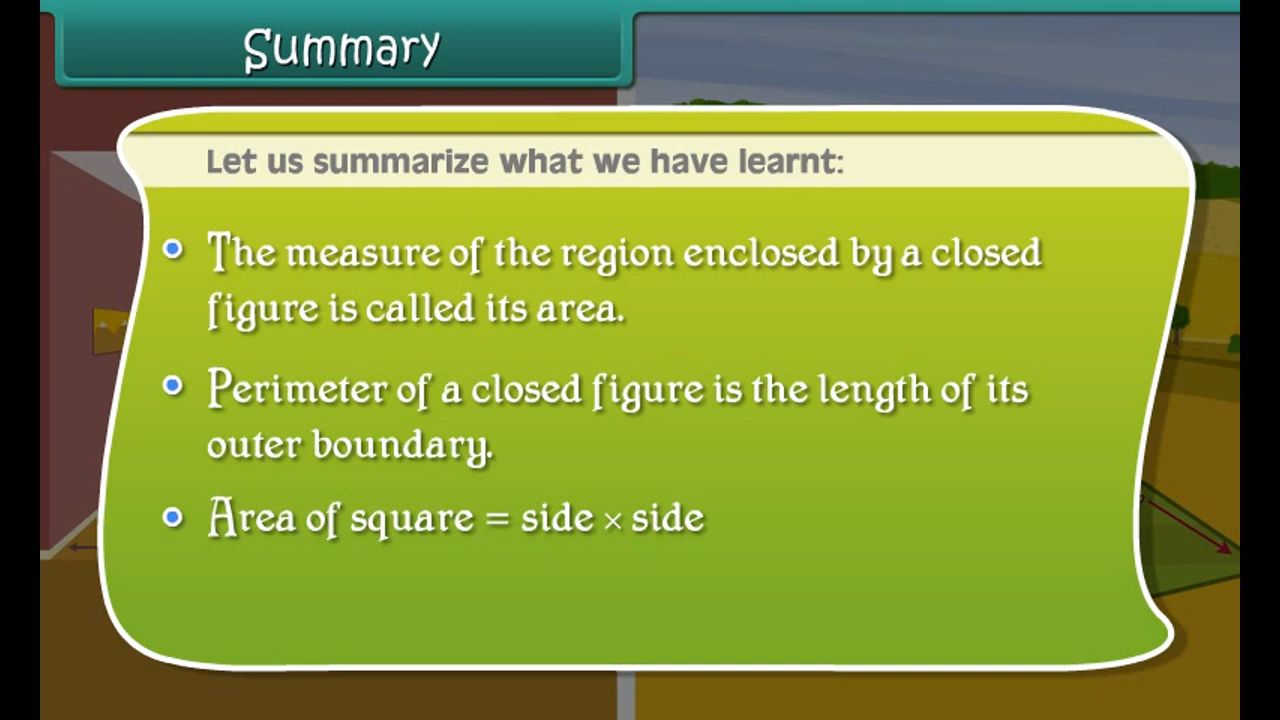 Summary
Let us summarize what we have learnt:
The measure of the region enclosed by a closed
figure is called its area.
Perimeter of a closed figure is the length of its
outer boundary.
Area of square = side × side